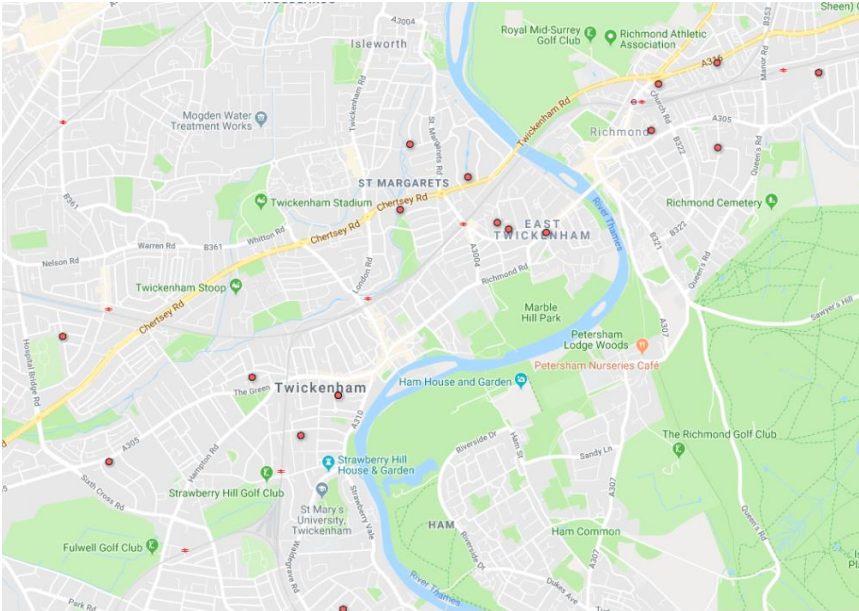 A3004
Isleworth
Royal Mid-Surrey
Golf Club
Richmond Athletic
Association
B353
Sheen)
A316
Manor Rd
Twickenham Rd
Mogden Water
Treatment Works
St. Margarets Rd
Twickenham Rd
Church Rd
A305
Richmond
B322
Queen's Rd
ST MARGARETS
Twickenham Stadium
Chertsey Rd
River Thames
Richmond Cemetery
B361
Whitton Rd
Chertsey Rd
EAST
TWICKENHAM
B322
B321
Warren Rd
B361
Nelson Rd
London Rd
A3004
Richmond Rd
Queen's Rd
Twickenham Stoop
Chertsey Rd
Marble
Hill Park
A307
Sawyer's Hill
Petersham
Lodge Woods
Petersham Nurseries Café
Hospital Bridge Rd
The Green
Twickenham
Ham House and Garden
A310
A305
Hampton Rd
Riverside Dr
Ham St
Sandy Ln
The Richmond Golf Club
Strawberry Hill
House & Garden
Sixth Cross Rd
Strawberry Hill Golf Club
St Mary's
University,
Twickenham
Strawberry Vale
A307
Queen's Rd
HAM
Ham Common
Fulwell Golf Club
Waldegrave Rd
Riverside Dr
A307
River Thames
Dukes Ave
Park Rd